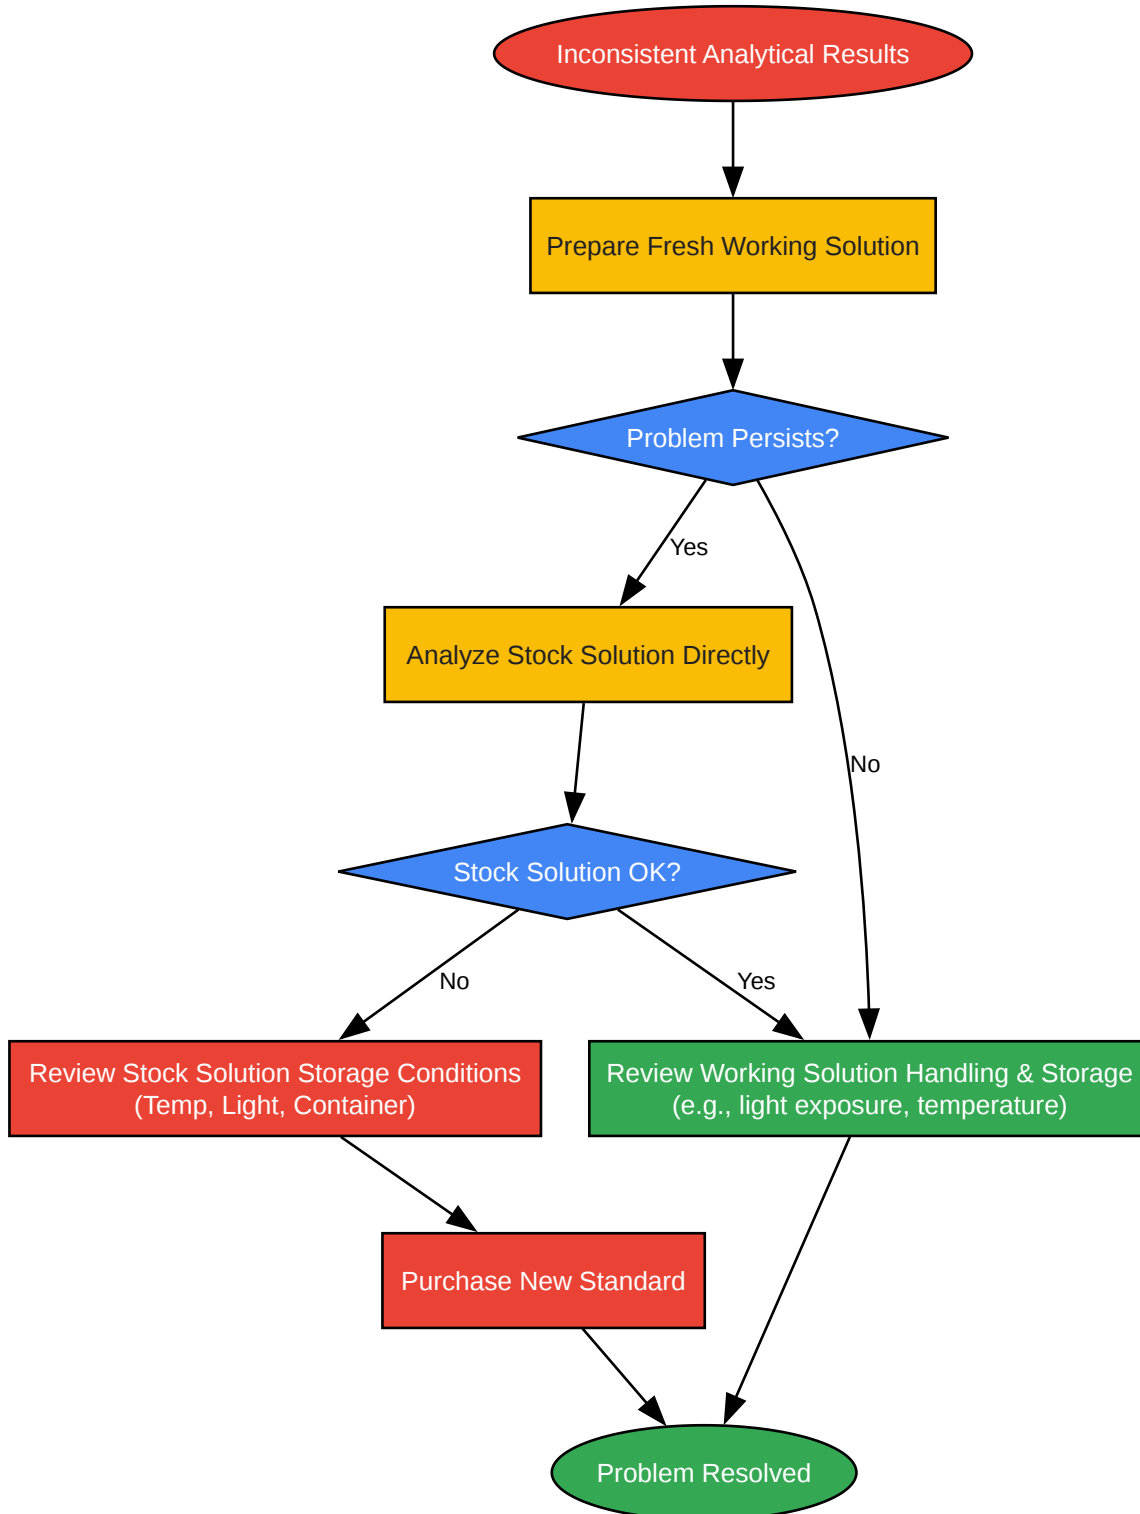 Inconsistent Analytical Results
Prepare Fresh Working Solution
Problem Persists?
Yes
Analyze Stock Solution Directly
No
Stock Solution OK?
No
Yes
Review Stock Solution Storage Conditions
(Temp, Light, Container)
Review Working Solution Handling & Storage
(e.g., light exposure, temperature)
Purchase New Standard
Problem Resolved